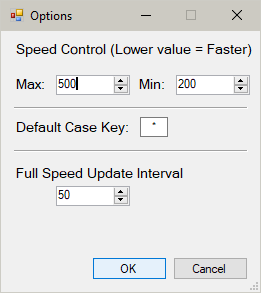 Options
Speed Control (Lower value = Faster)
Max: 500 Min: 200
Default Case Key: *
Full Speed Update Interval
50
OK Cancel